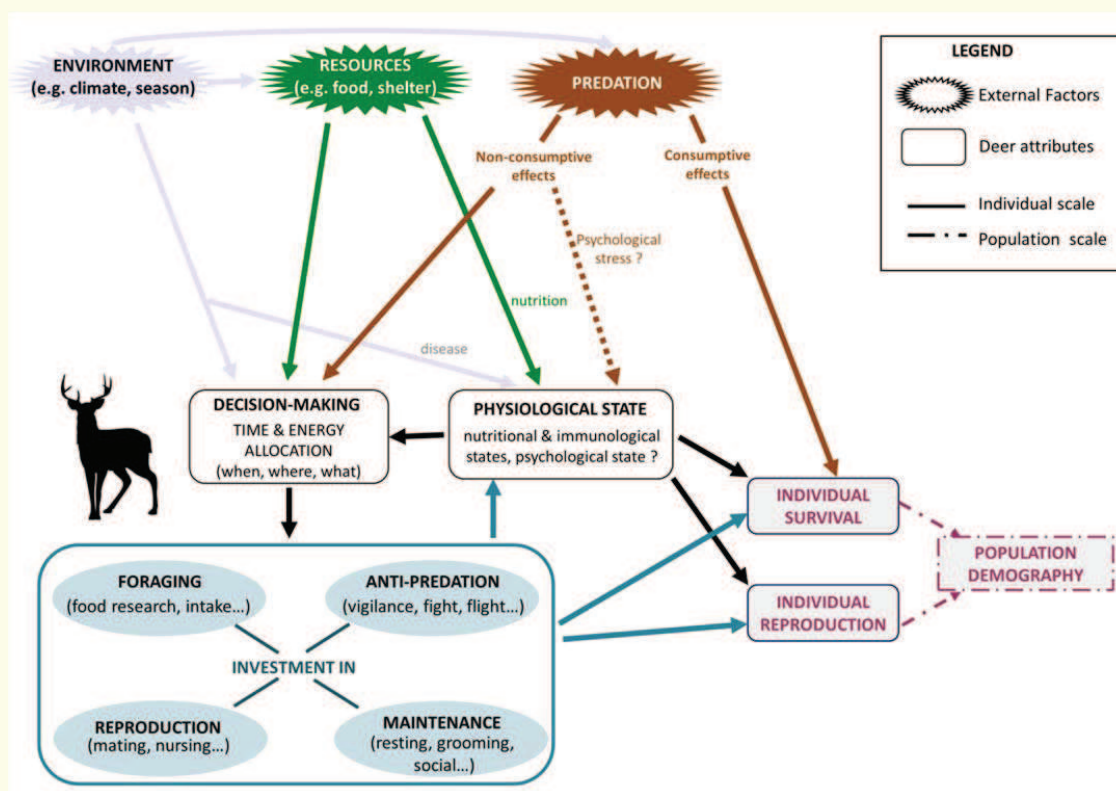 ENVIRONMENT
(e.g. climate, season)
RESOURCES
(e.g. food, shelter)
PREDATION
LEGEND
External Factors
Deer attributes
Individual scale
Population scale
Non-consumptive
effects
Consumptive
effects
Psychological
stress ?
nutrition
disease
DECISION-MAKING
TIME & ENERGY
ALLOCATION
(when, where, what)
PHYSIOLOGICAL STATE
nutritional & immunological
states, psychological state ?
INDIVIDUAL
SURVIVAL
POPULATION
DEMOGRAPHY
INDIVIDUAL
REPRODUCTION
FORAGING
(food research, intake...)
ANTI-PREDATION
(vigilance, fight, flight...)
INVESTMENT IN
REPRODUCTION
(mating, nursing...)
MAINTENANCE
(resting, grooming,
social...)